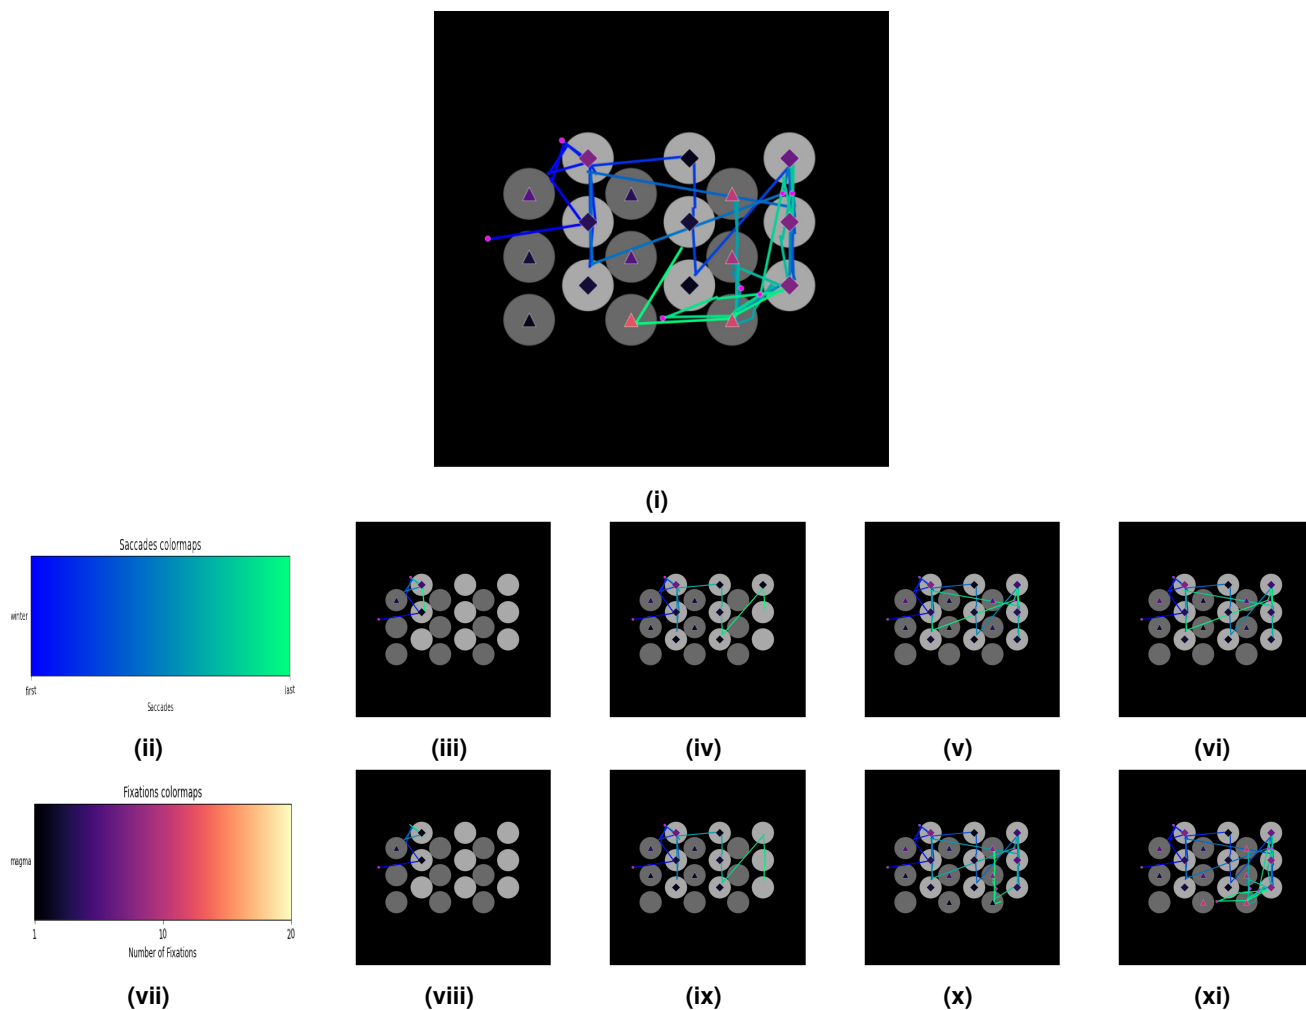 (i)
Saccades colormaps
winter
first
last
Saccades
(ii)
(iii)
(iv)
(v)
(vi)
Fixations colormaps
magma
1
10
20
Number of Fixations
(vii)
(viii)
(ix)
(x)
(xi)